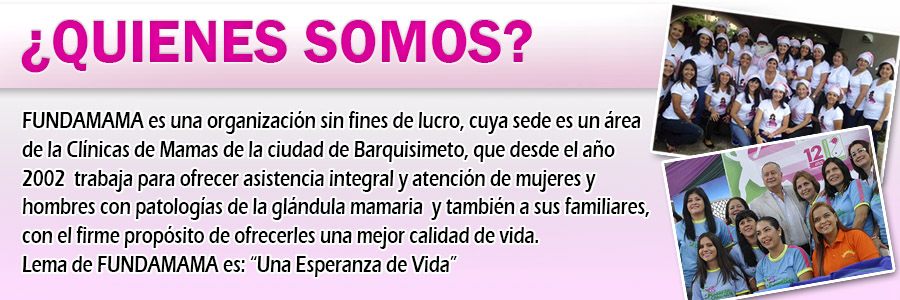 ¿QUIENES SOMOS?
FUNDAMAMA es una organización sin fines de lucro, cuya sede es un área
de la Clínicas de Mamas de la ciudad de Barquisimeto, que desde el año
2002 trabaja para ofrecer asistencia integral y atención de mujeres y
hombres con patologías de la glándula mamaria y también a sus familiares,
con el firme propósito de ofrecerles una mejor calidad de vida.
Lema de FUNDAMAMA es: “Una Esperanza de Vida”
12